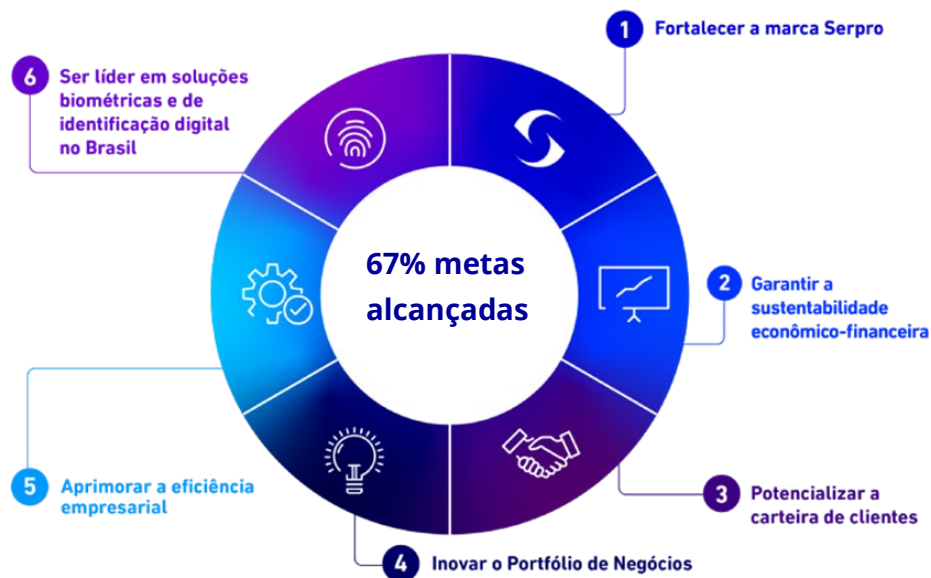 1
Fortalecer a marca Serpro
6
Ser líder em soluções
biométricas e de
identificação digital
no Brasil
67% metas
alcançadas
2
Garantir a
sustentabilidade
econômico-financeira
5
Aprimorar a eficiência
empresarial
3
Potencializar a
carteira de clientes
4
Inovar o Portfólio de Negócios